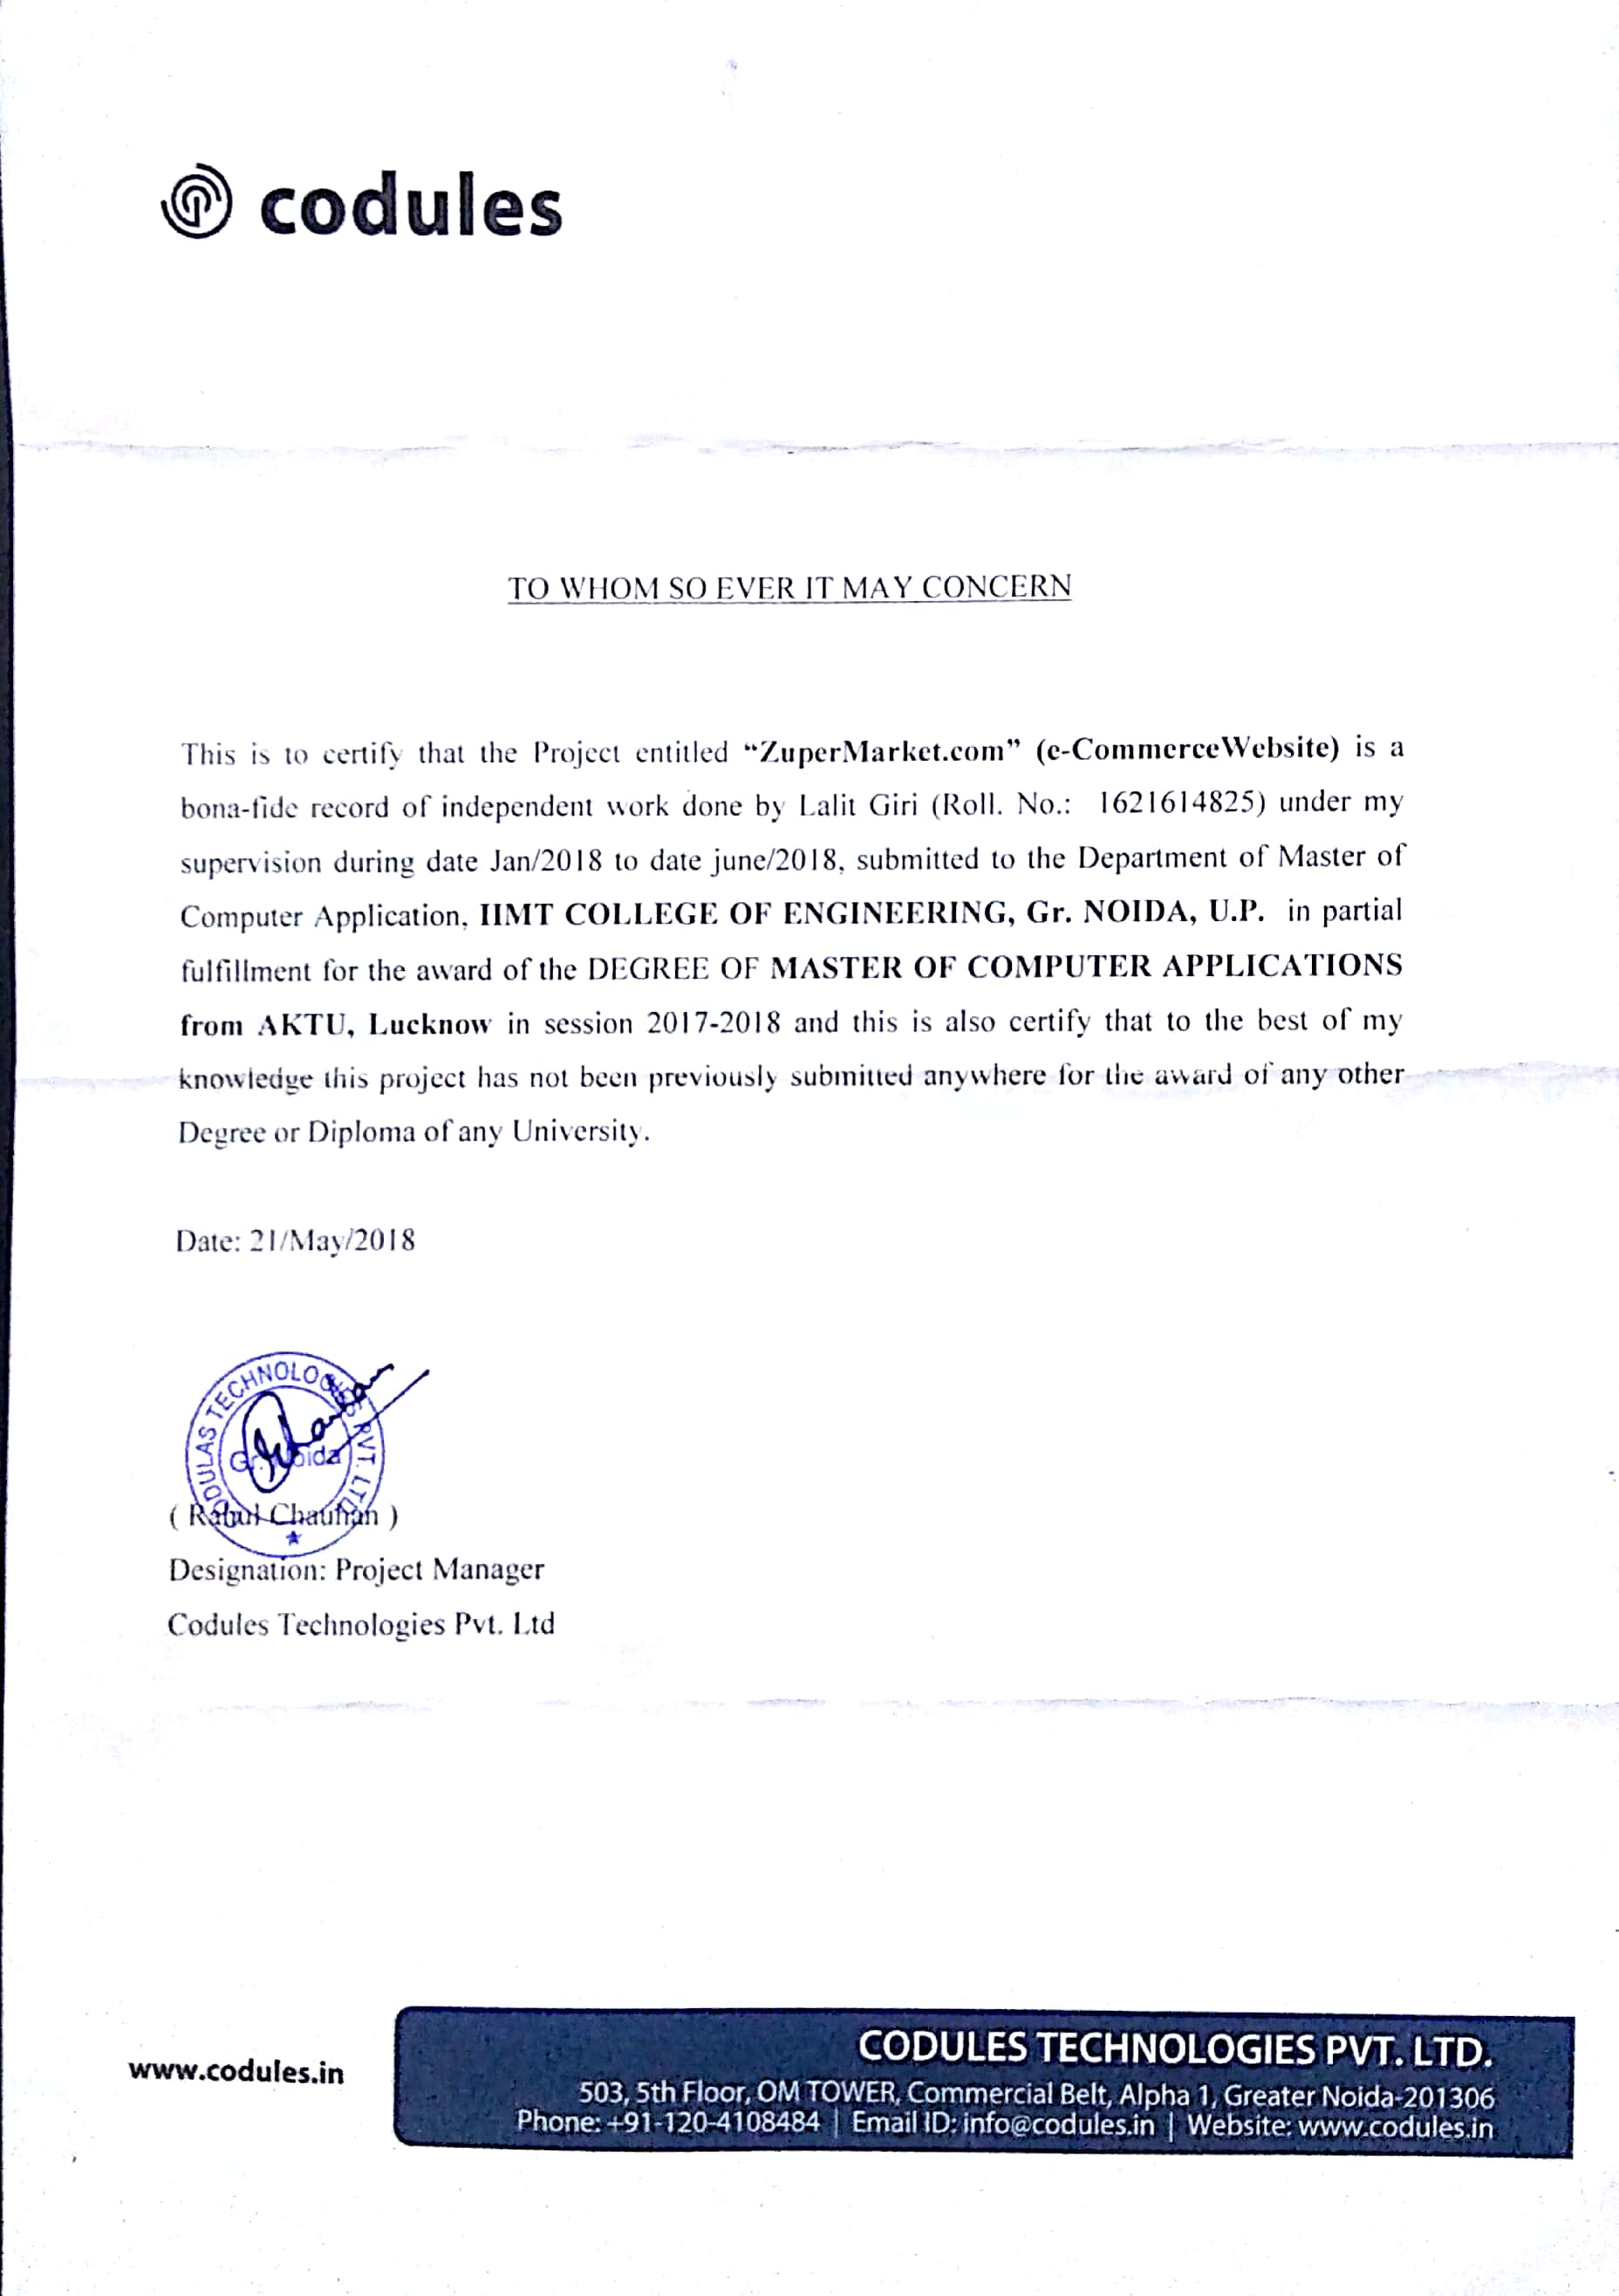 codules
TO WHOM SO EVER IT MAY CONCERN
This is to certify that the Project entitled “ZuperMarket.com” (e-CommerceWebsite) is a
bona-fide record of independent work done by Lalit Giri (Roll. No.: 1621614825) under my
supervision during date Jan/2018 to date june/2018, submitted to the Department of Master of
Computer Application, IIMT COLLEGE OF ENGINEERING, Gr. NOIDA, U.P. in partial
fulfillment for the award of the DEGREE OF MASTER OF COMPUTER APPLICATIONS
from AKTU, Lucknow in session 2017-2018 and this is also certify that to the best of my
knowledge this project has not been previously submitted anywhere for the award of any other
Degree or Diploma of any University.
Date: 21/May/2018
TECHNOLOGIES PVT. LTD.
( Rahul Chauhan )
Designation: Project Manager
Codules Technologies Pvt. Ltd
www.codules.in
CODULES TECHNOLOGIES PVT. LTD.
503, 5th Floor, OM TOWER, Commercial Belt, Alpha 1, Greater Noida-201306
Phone: +91-120-4108484 | Email ID: info@codules.in | Website: www.codules.in